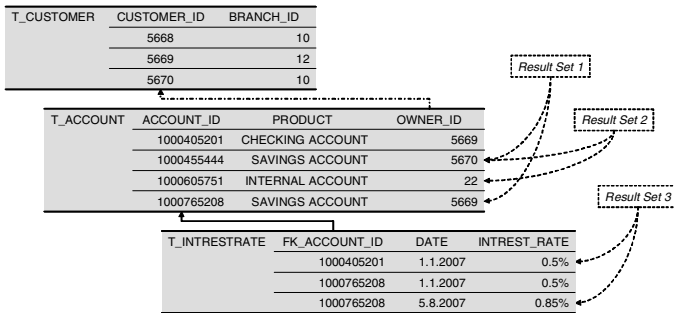 T_CUSTOMER CUSTOMER_ID BRANCH_ID
5668 10
5669 12
5670 10
Result Set 1
T_ACCOUNT ACCOUNT_ID PRODUCT OWNER_ID
Result Set 2
1000405201 CHECKING ACCOUNT 5669
1000455444 SAVINGS ACCOUNT 5670
1000605751 INTERNAL ACCOUNT 22
1000765208 SAVINGS ACCOUNT 5669
Result Set 3
T_INTRESTRATE FK_ACCOUNT_ID DATE INTREST_RATE
1000405201 1.1.2007 0.5%
1000765208 1.1.2007 0.5%
1000765208 5.8.2007 0.85%